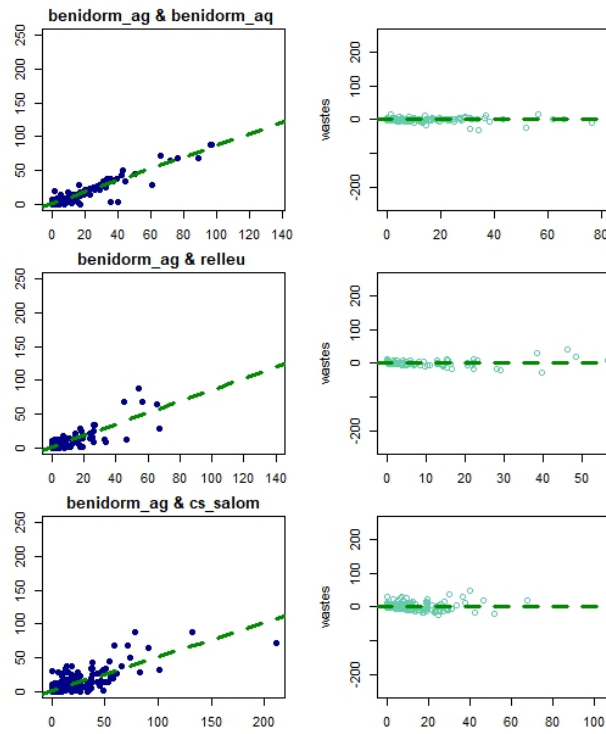 benidorm_ag & benidorm_aq
0 50 100 150 200 250
0 20 40 60 80 100 120 140
wastes
-200 0 100
0 20 40 60 80
benidorm_ag & relleu
0 50 100 150 200 250
0 20 40 60 80 100 120 140
wastes
-200 0 100
0 10 20 30 40 50
benidorm_ag & cs_salom
0 50 100 150 200 250
0 50 100 150 200
wastes
-200 0 100
0 20 40 60 80 100